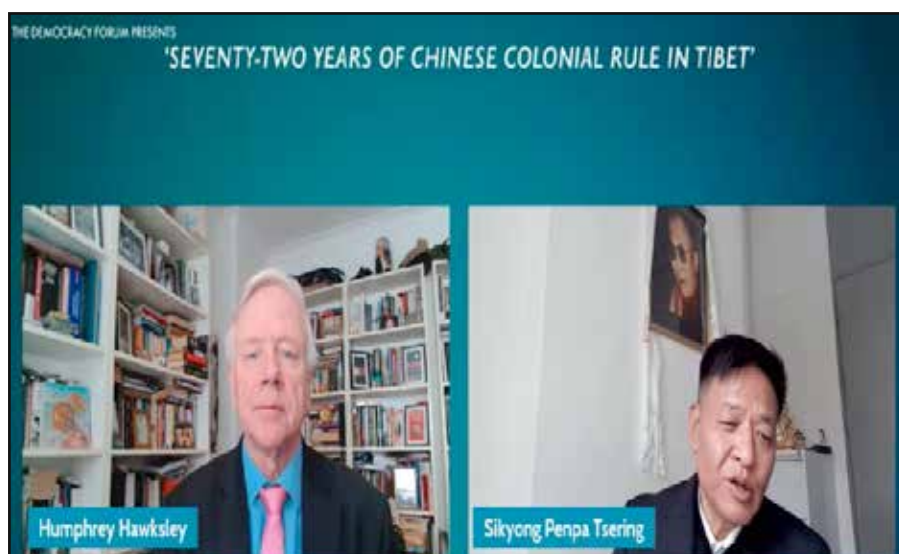 THE DEMOCRACY FORUM PRESENTS
'SEVENTY-TWO YEARS OF CHINESE COLONIAL RULE IN TIBET'
Humphrey Hawksley
Sikyong Penpa Tsering